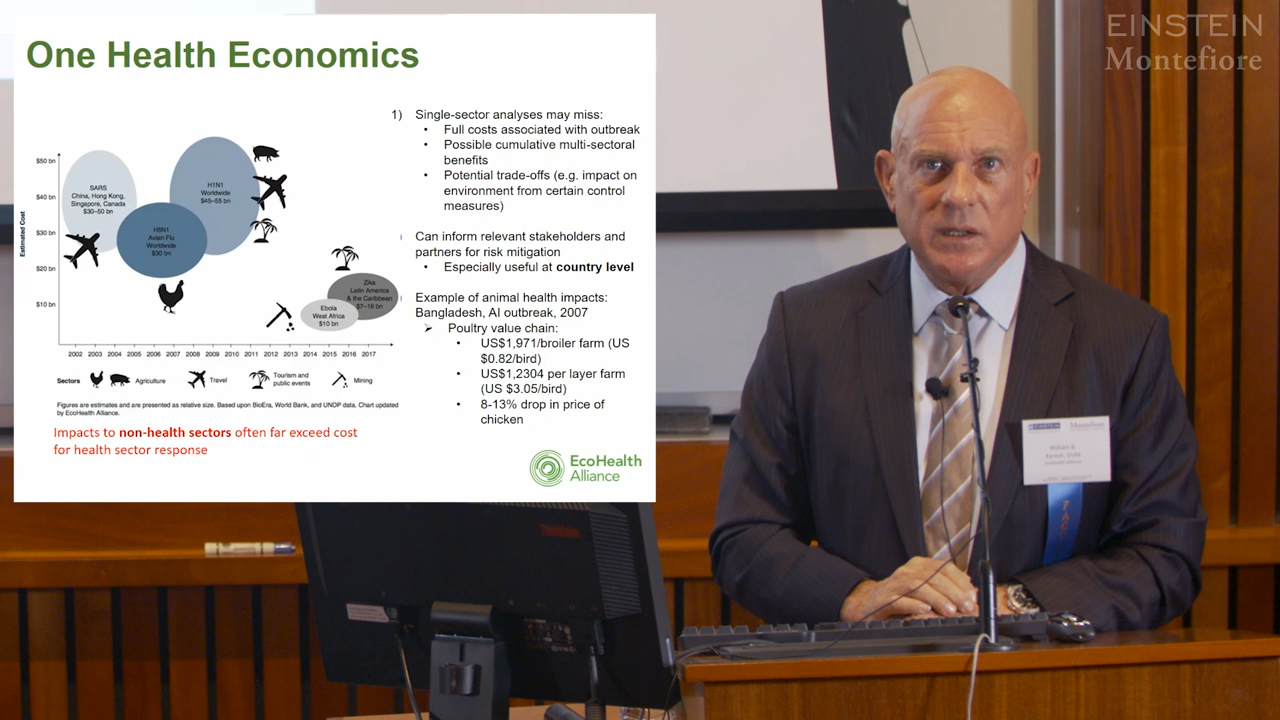 One Health Economics
EINSTEIN
Montefiore
1) Single-sector analyses may miss:
• Full costs associated with outbreak
• Possible cumulative multi-sectoral
benefits
• Potential trade-offs (e.g. impact on
environment from certain control
measures)
Can inform relevant stakeholders and
partners for risk mitigation
• Especially useful at country level
Example of animal health impacts:
Bangladesh, AI outbreak, 2007
➢ Poultry value chain:
• US$1,971/broiler farm (US
$0.82/bird)
• US$1,2304 per layer farm
(US $3.05/bird)
• 8-13% drop in price of
chicken
Estimated Cost
$50 bn
$40 bn
$30 bn
$20 bn
$10 bn
SARS
China, Hong Kong,
Singapore, Canada
$30–50 bn
H1N1
Worldwide
$45–55 bn
H5N1
Avian Flu
Worldwide
$30 bn
Zika
Latin America
& the Caribbean
$7–18 bn
Ebola
West Africa
$10 bn
2002 2003 2004 2005 2006 2007 2008 2009 2010 2011 2012 2013 2014 2015 2016 2017
Sectors Agriculture Travel Tourism and
public events Mining
Figures are estimates and are presented as relative size. Based upon BioEra, World Bank, and UNDP data. Chart updated
by EcoHealth Alliance.
Impacts to non-health sectors often far exceed cost
for health sector response
EcoHealth
Alliance
EINSTEIN Montefiore
William B.
Karesh, DVM
EcoHealth Alliance